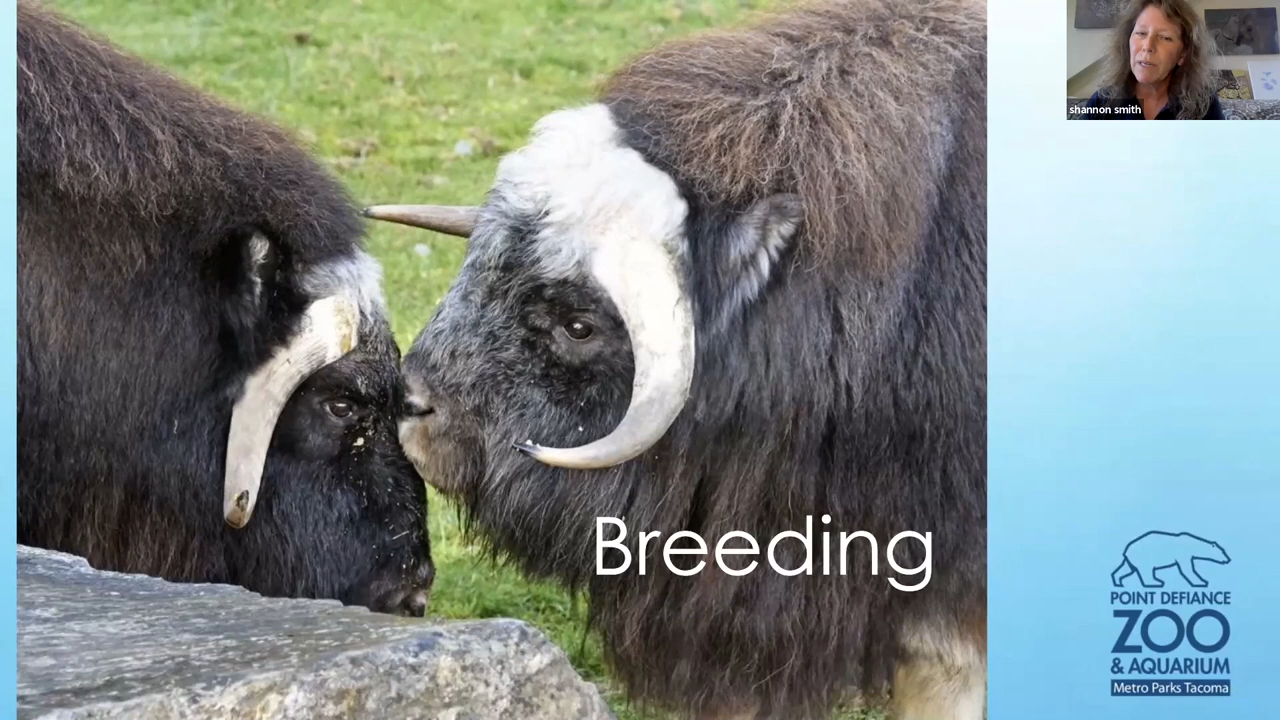 shannon smith
Breeding
POINT DEFIANCE
ZOO
& AQUARIUM
Metro Parks Tacoma